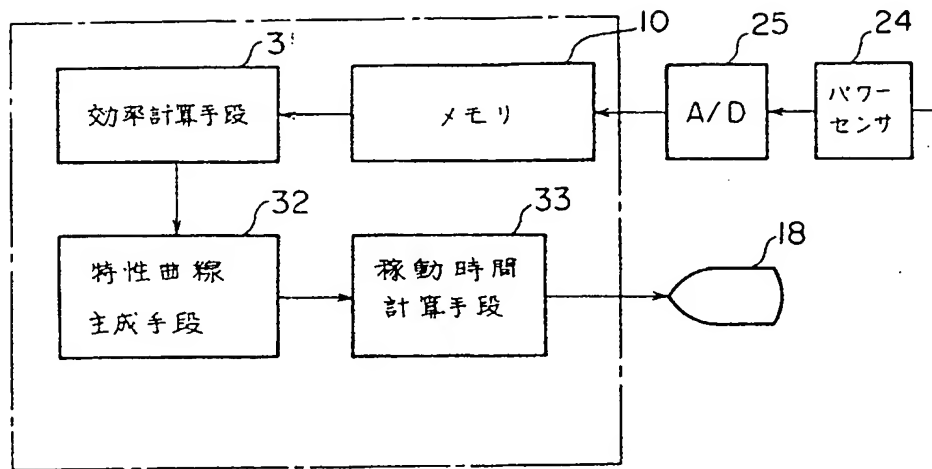 31
効率計算手段
10
メモリ
25
A/D
24
パワー
センサ
32
特性曲線
主成手段
33
稼動時間
計算手段
18